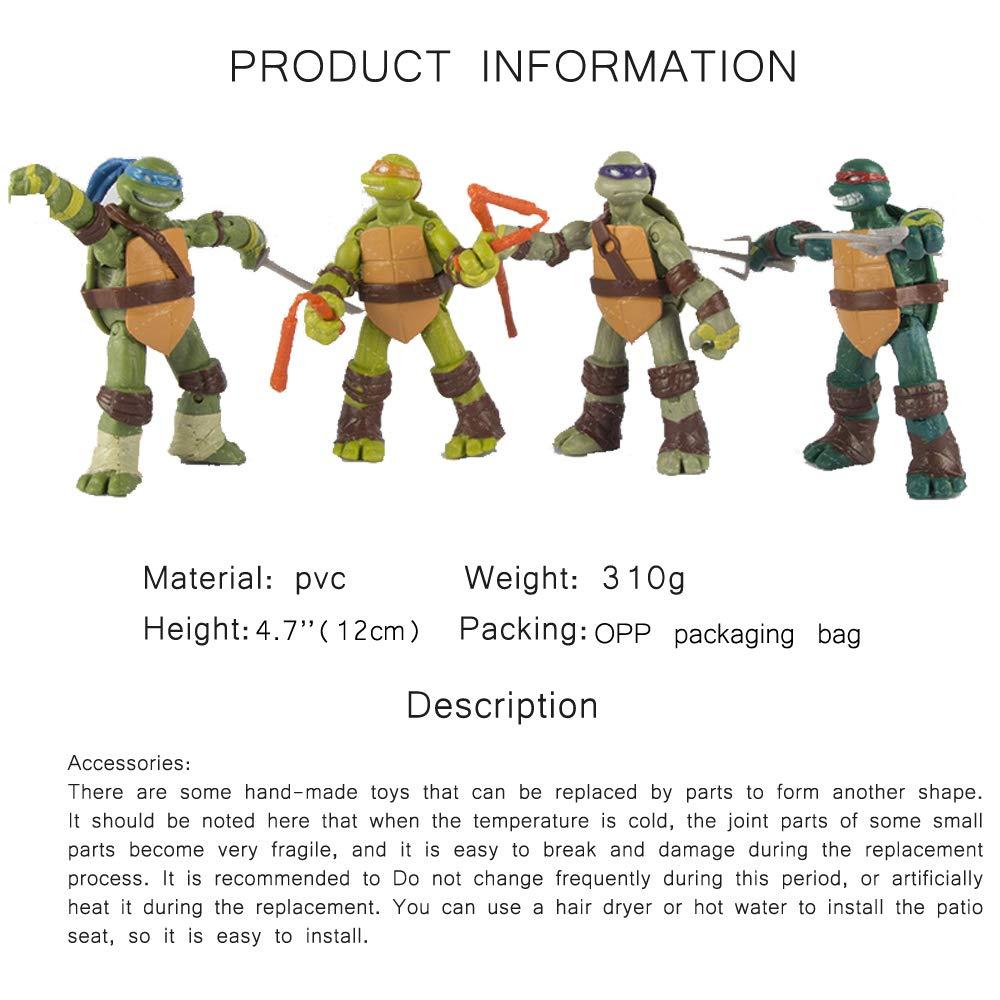 PRODUCT INFORMATION
Material: pvc Weight: 310g
Height: 4.7’’(12cm) Packing: OPP packaging bag
Description
Accessories:
There are some hand-made toys that can be replaced by parts to form another shape.
It should be noted here that when the temperature is cold, the joint parts of some small
parts become very fragile, and it is easy to break and damage during the replacement
process. It is recommended to Do not change frequently during this period, or artificially
heat it during the replacement. You can use a hair dryer or hot water to install the patio
seat, so it is easy to install.